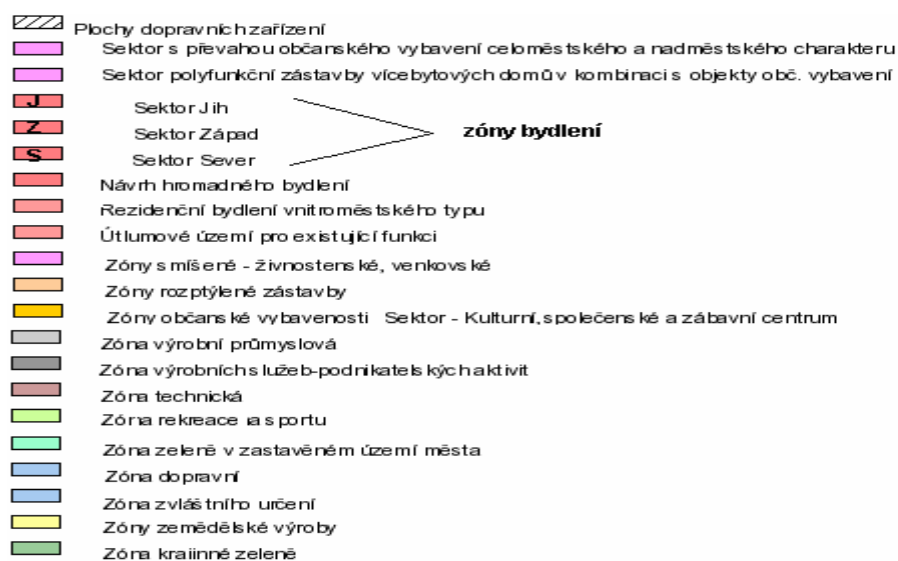 Plochy dopravních zařízení
Sektor s převahou občanského vybavení celoměstského a nadměstského charakteru
Sektor polyfunkční zástavby vícebytových domů v kombinaci s objekty obč. vybavení
J Sektor Jih
Z Sektor Západ zóny bydlení
S Sektor Sever
Návrh hromadného bydlení
Rezidenční bydlení vnitroměstského typu
Útlumové území pro existující funkci
Zóny smíšené - živnostenské, venkovské
Zóny rozptýlené zástavby
Zóny občanské vybavenosti Sektor - Kulturní,společenské a zábavní centrum
Zóna výrobní průmyslová
Zóna výrobních služeb-podnikatelských aktivit
Zóna technická
Zóna rekreace a sportu
Zóna zeleně v zastavěném území města
Zóna dopravní
Zóna zvláštního určení
Zóny zemědělské výroby
Zóna krajinné zeleně